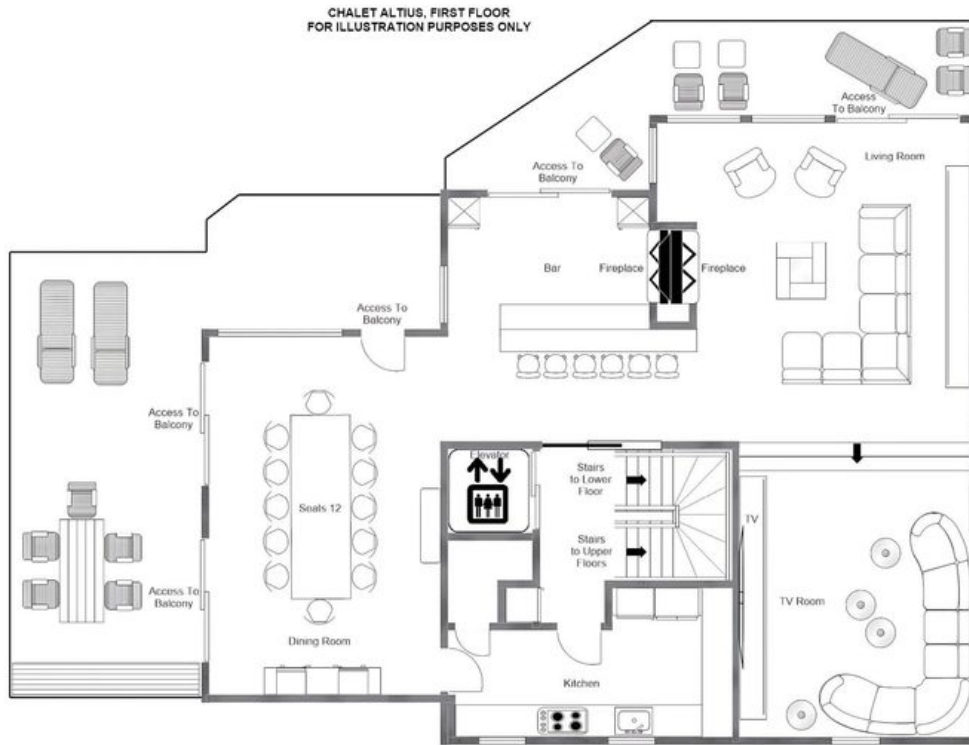 CHALET ALTIUS, FIRST FLOOR
FOR ILLUSTRATION PURPOSES ONLY
Access
To Balcony
Living Room
Access To
Balcony
Bar
Fireplace
Fireplace
Access To
Balcony
Access To
Balcony
Elevator
Stairs
to Lower
Floor
Seats 12
TV
Stairs
to Upper
Floors
Access To
Balcony
TV Room
Dining Room
Kitchen